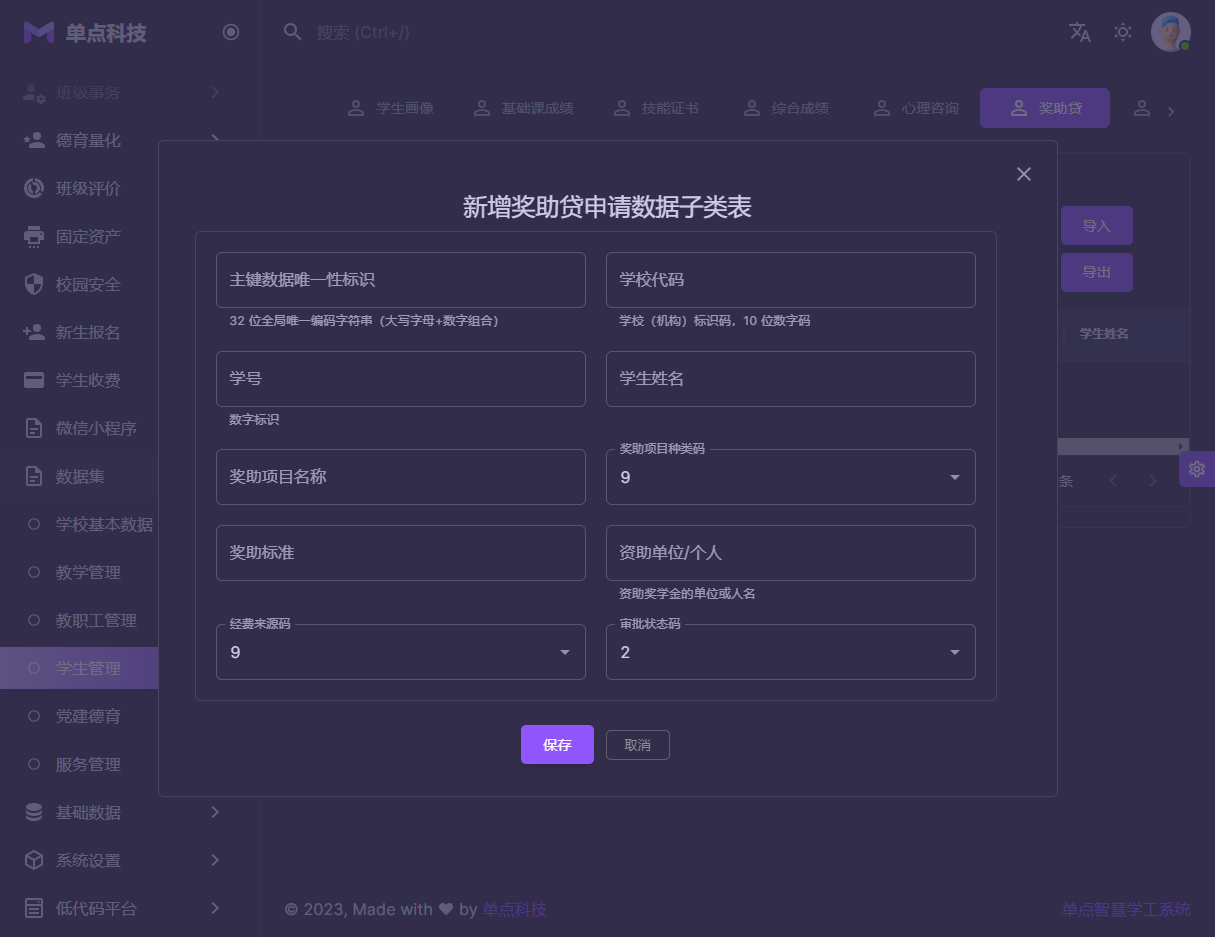 单点科技
搜索 (Ctrl+/)
班级事务
德育量化
班级评价
固定资产
校园安全
新生报名
学生收费
微信小程序
数据集
学校基本数据
教学管理
教职工管理
学生管理
党建德育
服务管理
基础数据
系统设置
低代码平台
学生画像
基础课成绩
技能证书
综合成绩
心理咨询
奖助贷
导入
导出
学生姓名
条
新增奖助贷申请数据子类表
主键数据唯一性标识
32 位全局唯一编码字符串（大写字母+数字组合）
学校代码
学校（机构）标识码，10 位数字码
学号
数字标识
学生姓名
奖助项目名称
奖助项目种类码
9
奖助标准
资助单位/个人
资助奖学金的单位或人名
经费来源码
9
审批状态码
2
保存
取消
© 2023, Made with ❤ by 单点科技
单点智慧学工系统